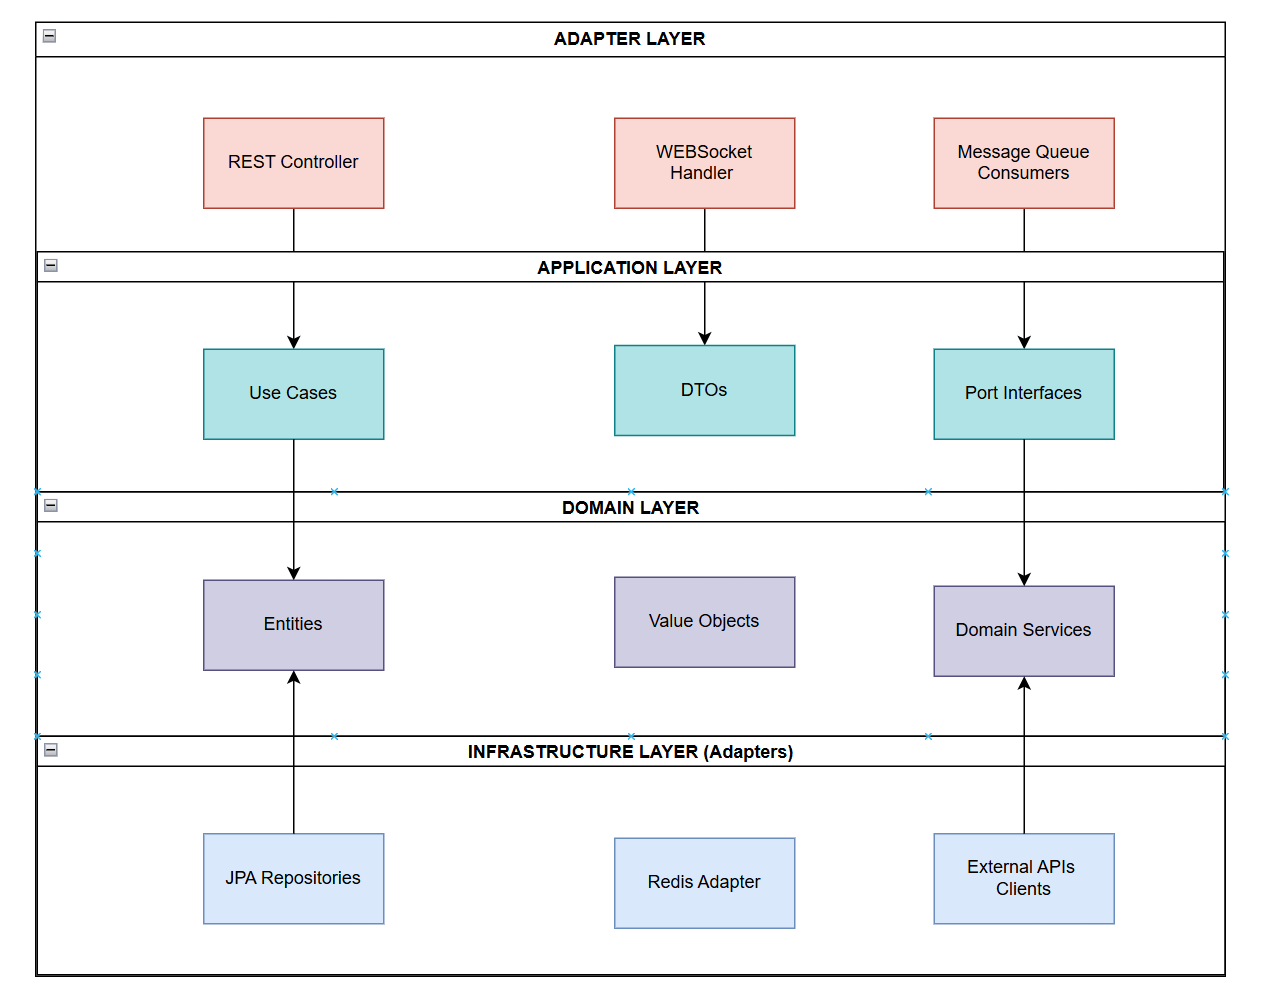 ADAPTER LAYER
REST Controller
WEBSocket
Handler
Message Queue
Consumers
APPLICATION LAYER
Use Cases
DTOs
Port Interfaces
DOMAIN LAYER
Entities
Value Objects
Domain Services
INFRASTRUCTURE LAYER (Adapters)
JPA Repositories
Redis Adapter
External APIs
Clients